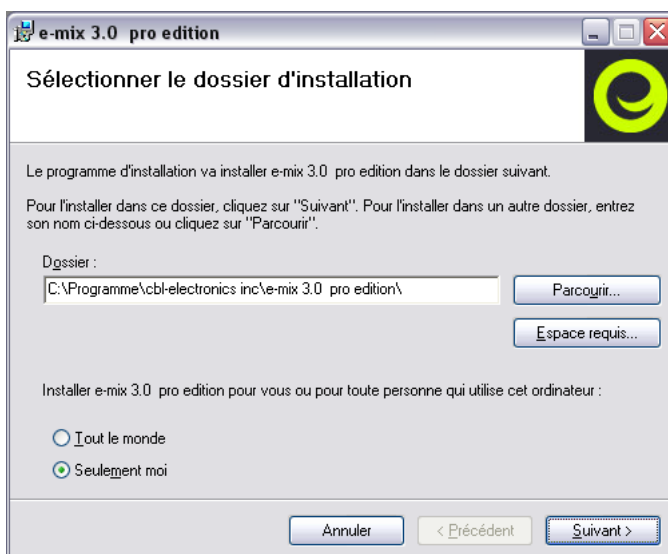 e-mix 3.0  pro edition
Sélectionner le dossier d'installation
Le programme d'installation va installer e-mix 3.0  pro edition dans le dossier suivant.
Pour l'installer dans ce dossier, cliquez sur "Suivant". Pour l'installer dans un autre dossier, entrez
son nom ci-dessous ou cliquez sur "Parcourir".
Dossier :
C:\Programme\cbl-electronics inc\e-mix 3.0  pro edition\
Parcourir...
Espace requis...
Installer e-mix 3.0  pro edition pour vous ou pour toute personne qui utilise cet ordinateur :
Tout le monde
Seulement moi
Annuler
< Précédent
Suivant >